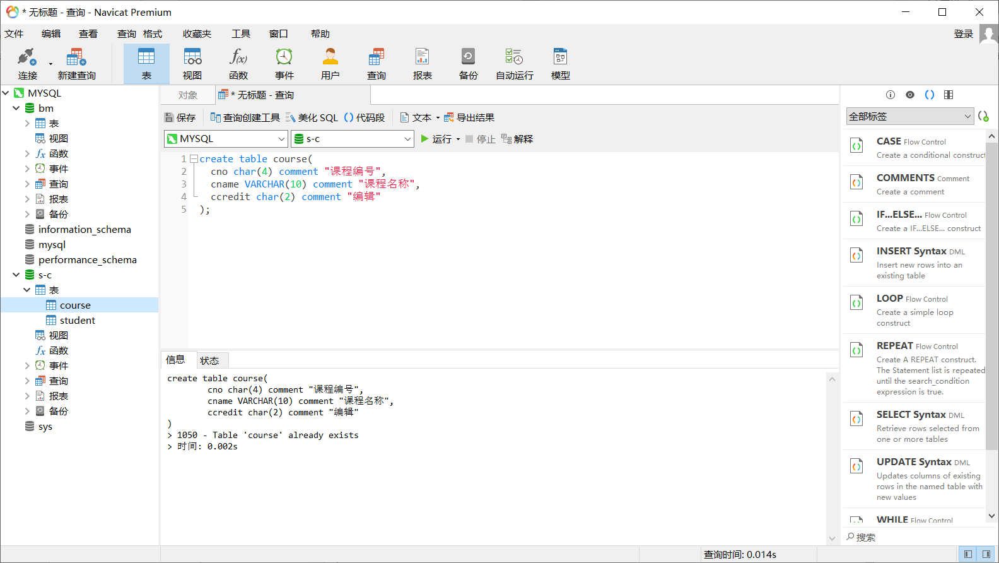 * 无标题 - 查询 - Navicat Premium
文件 编辑 查看 查询 格式 收藏夹 工具 窗口 帮助 登录
连接 新建查询 表 视图 函数 事件 用户 查询 报表 备份 自动运行 模型
MYSQL
bm
表
视图
函数
事件
查询
报表
备份
information_schema
mysql
performance_schema
s-c
表
course
student
视图
函数
事件
查询
报表
备份
sys
对象 * 无标题 - 查询
保存 查询创建工具 美化 SQL 代码段 文本 导出结果
MYSQL s-c 运行 停止 解释
1 create table course(
2 cno char(4) comment "课程编号",
3 cname VARCHAR(10) comment "课程名称",
4 ccredit char(2) comment "编辑"
5 );
信息 状态
create table course(
cno char(4) comment "课程编号",
cname VARCHAR(10) comment "课程名称",
ccredit char(2) comment "编辑"
)
> 1050 - Table 'course' already exists
> 时间: 0.002s
全部标签
CASE Flow Control
Create a conditional construct
COMMENTS Comment
Create a comment
IF...ELSE... Flow Control
Create a IF...ELSE... construct
INSERT Syntax DML
Insert new rows into an
existing table
LOOP Flow Control
Create a simple loop
construct
REPEAT Flow Control
Create A REPEAT construct.
The Statement list is repeated
until the search_condition
expression is true.
SELECT Syntax DML
Retrieve rows selected from
one or more tables
UPDATE Syntax DML
Updates columns of existing
rows in the named table with
new values
WHILE Flow Control
搜索
查询时间: 0.014s